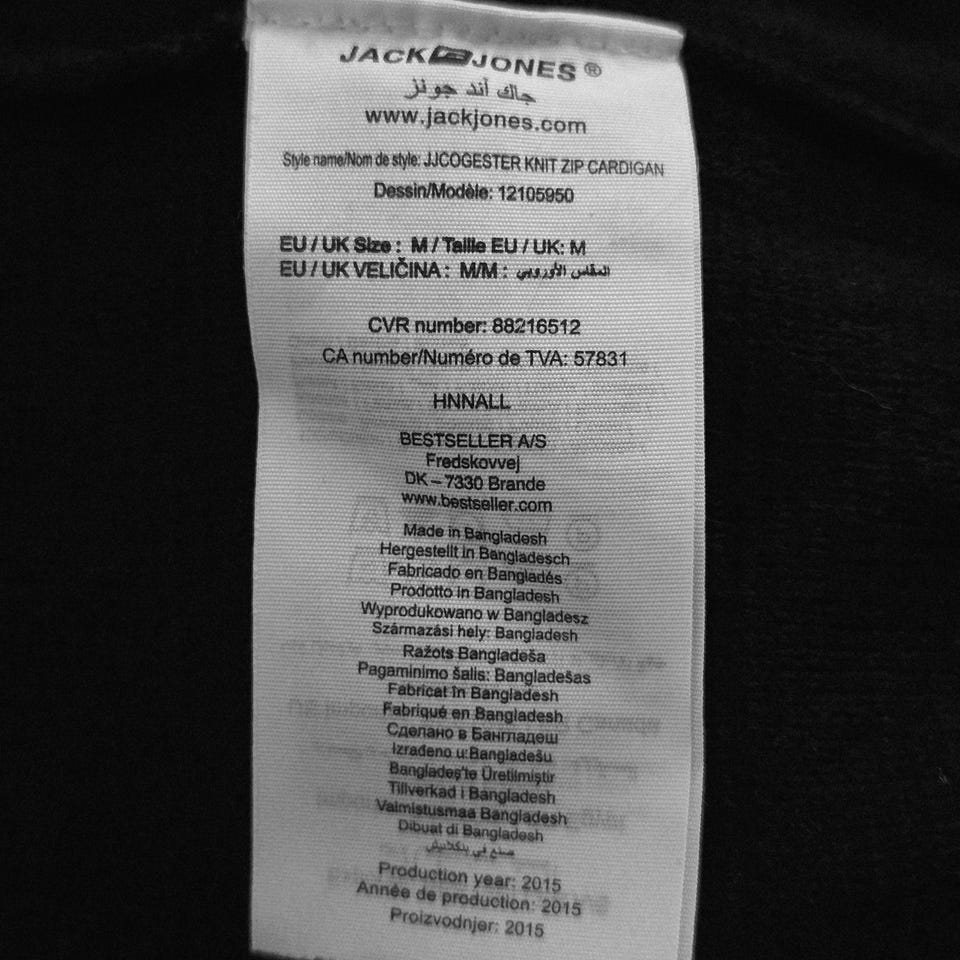 JACK & JONES ®
جاك آند جونز
www.jackjones.com
Style name/Nom de style: JJCOGESTER KNIT ZIP CARDIGAN
Dessin/Modèle: 12105950
EU / UK Size : M / Taille EU / UK: M
EU / UK VELIČINA : M/M : المقاس الأوروبي
CVR number: 88216512
CA number/Numéro de TVA: 57831
HNNALL
BESTSELLER A/S
Fredskovvej
DK – 7330 Brande
www.bestseller.com
Made in Bangladesh
Hergestellt in Bangladesch
Fabricado en Bangladés
Prodotto in Bangladesh
Wyprodukowano w Bangladesz
Származási hely: Bangladesh
Ražots Bangladeša
Pagaminimo šalis: Bangladešas
Fabricat în Bangladesh
Fabriqué en Bangladesh
Сделано в Бангладеш
Izrađeno u:Bangladešu
Bangladeş'te Üretilmiştir
Tillverkad i Bangladesh
Valmistusmaa Bangladesh
Dibuat di Bangladesh
صنع في بنگلاديش
Production year: 2015
Année de production: 2015
Proizvodnjer: 2015